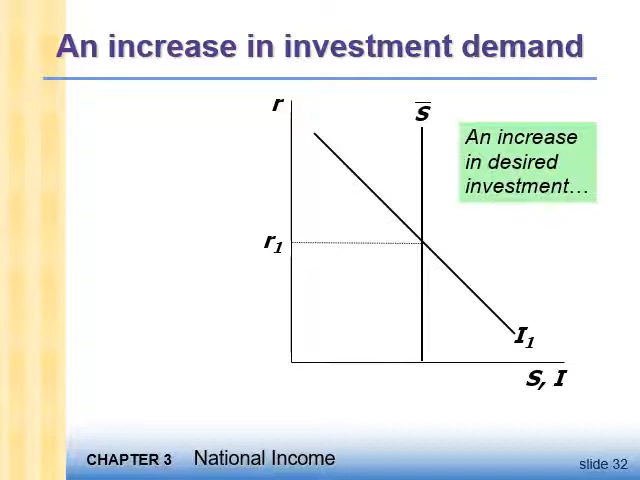 An increase in investment demand
r
S̅
An increase
in desired
investment…
r₁
I₁
S, I
CHAPTER 3 National Income
slide 32